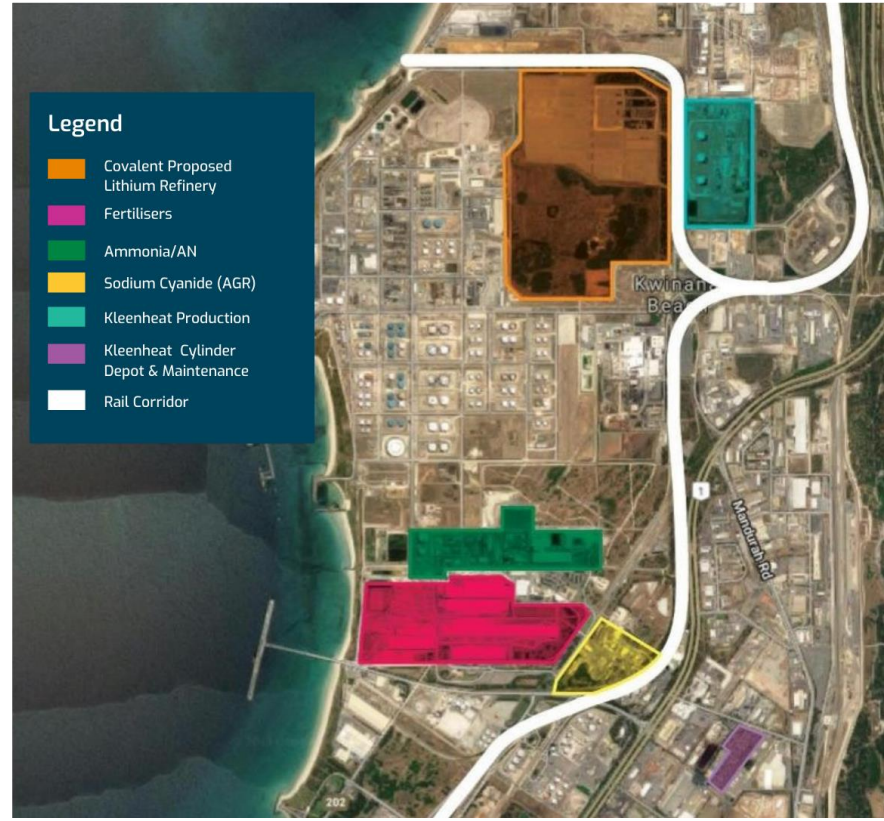 Legend
Covalent Proposed
Lithium Refinery
Fertilisers
Ammonia/AN
Sodium Cyanide (AGR)
Kleenheat Production
Kleenheat Cylinder
Depot & Maintenance
Rail Corridor
Kwinana
Beach
1
Mandurah Rd
202